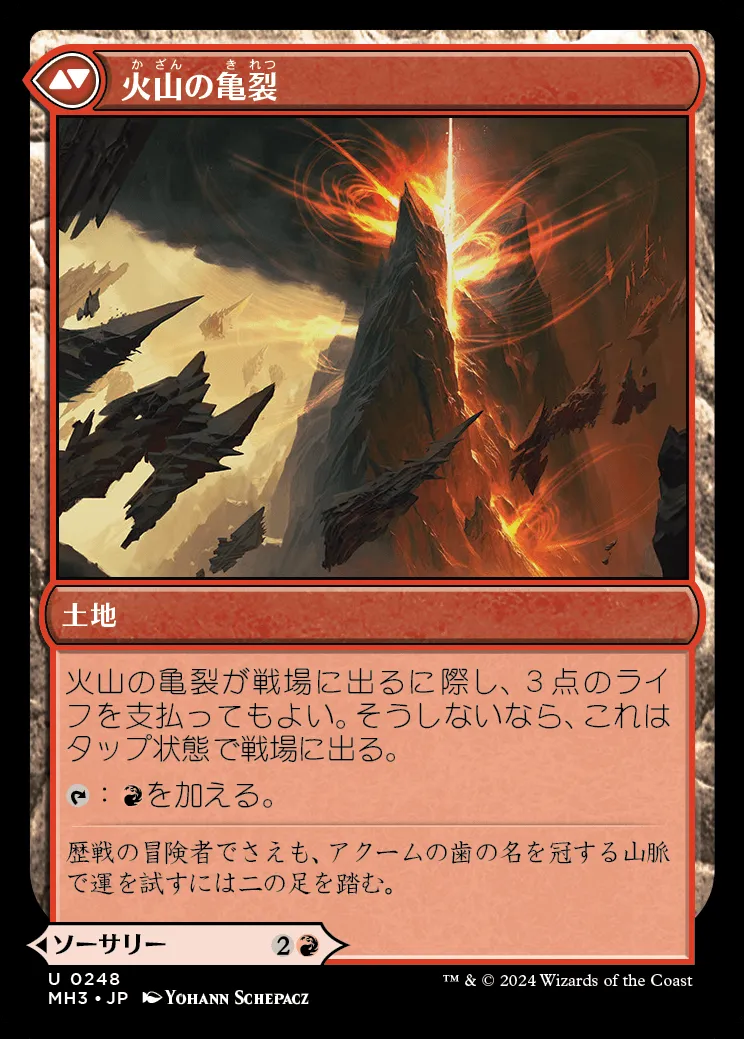 かざん きれつ
火山の亀裂
土地
火山の亀裂が戦場に出るに際し、3点のライ
フを支払ってもよい。そうしないなら、これは
タップ状態で戦場に出る。
：を加える。
歴戦の冒険者でさえも、アクームの歯の名を冠する山脈
で運を試すには二の足を踏む。
ソーサリー 2
U 0248
MH3 • JP Yohann Schepacz
™ & © 2024 Wizards of the Coast